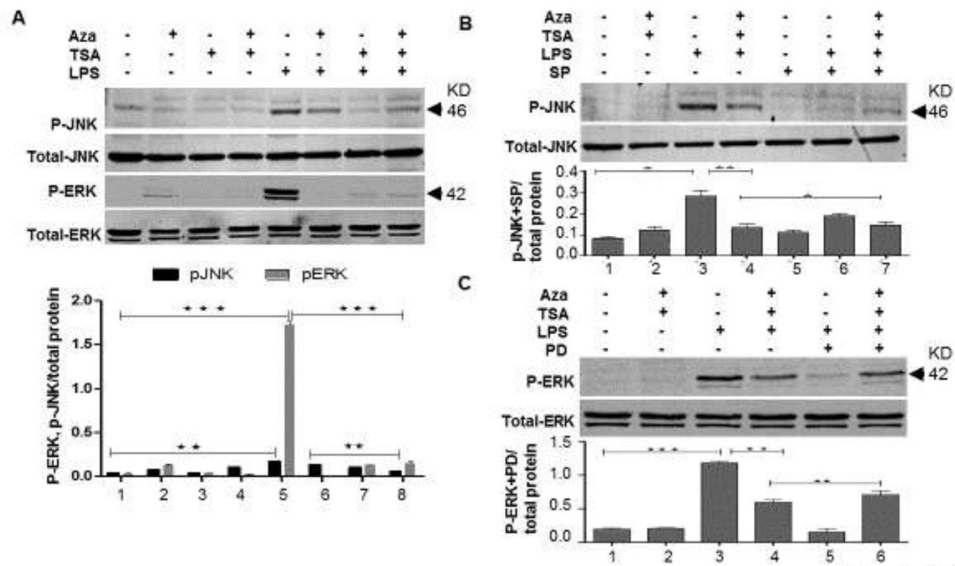 A
Aza - + - + - + - +
TSA - - + + - - + +
LPS - - - - + + + +
KD
P-JNK
46
Total-JNK
P-ERK
42
Total-ERK
pJNK pERK
P-ERK, p-JNK/total protein
2.0
1.5
1.0
0.5
0.0
* * *
* * *
* *
* *
1 2 3 4 5 6 7 8
B
Aza - + - + - - +
TSA - + - + - - +
LPS - - + + - + +
SP - - - - + + +
KD
P-JNK
46
Total-JNK
p-JNK+SP/
total protein
0.4
0.3
0.2
0.1
0.0
*
* *
*
1 2 3 4 5 6 7
C
Aza - + - + - +
TSA - + - + - +
LPS - - + + + +
PD - - - - + +
KD
P-ERK
42
Total-ERK
P-ERK+PD/
total protein
1.5
1.0
0.5
0.0
* * *
* *
* *
1 2 3 4 5 6